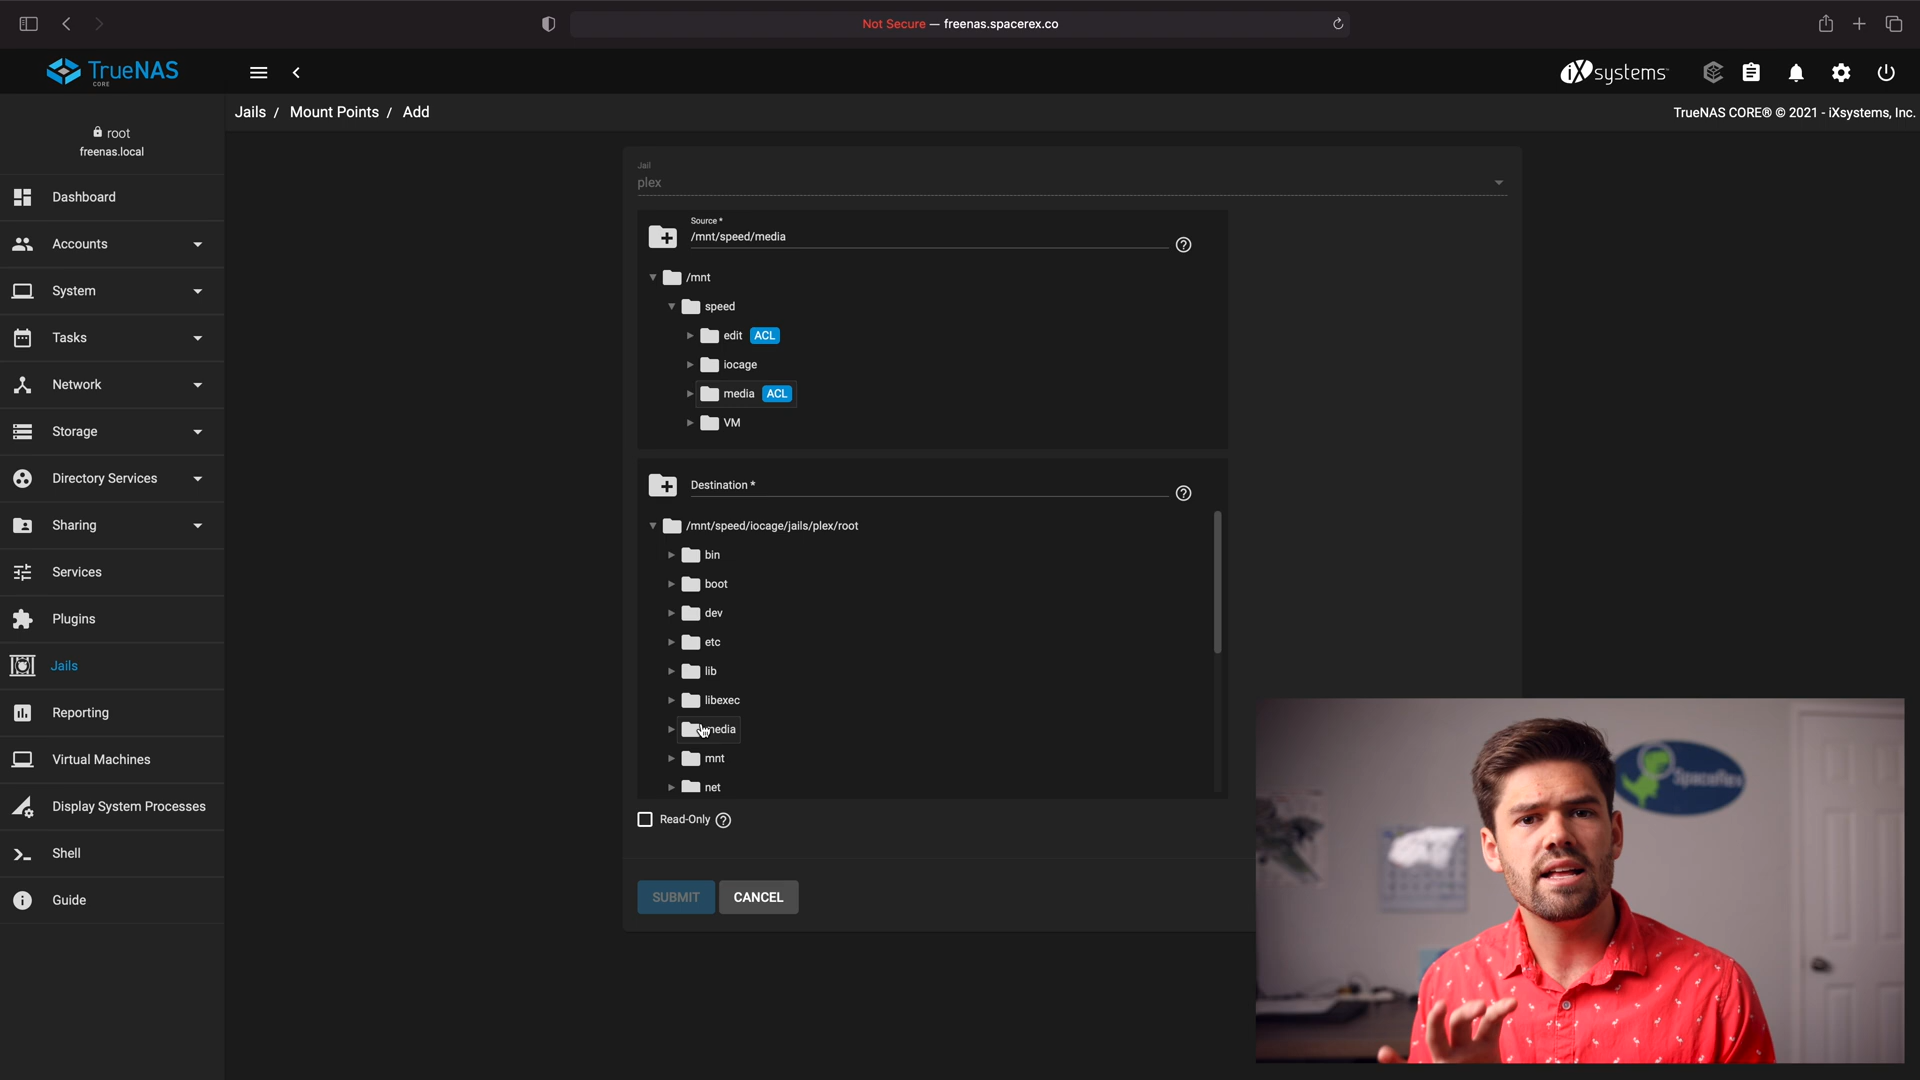 Not Secure — freenas.spacerex.co
TrueNAS
CORE
iXsystems
Jails / Mount Points / Add
TrueNAS CORE® © 2021 - iXsystems, Inc.
root
freenas.local
Dashboard
Accounts
System
Tasks
Network
Storage
Directory Services
Sharing
Services
Plugins
Jails
Reporting
Virtual Machines
Display System Processes
Shell
Guide
Jail
plex
Source *
/mnt/speed/media
/mnt
speed
edit ACL
iocage
media ACL
VM
Destination *
/mnt/speed/iocage/jails/plex/root
bin
boot
dev
etc
lib
libexec
media
mnt
net
Read-Only
SUBMIT CANCEL
SpaceRex